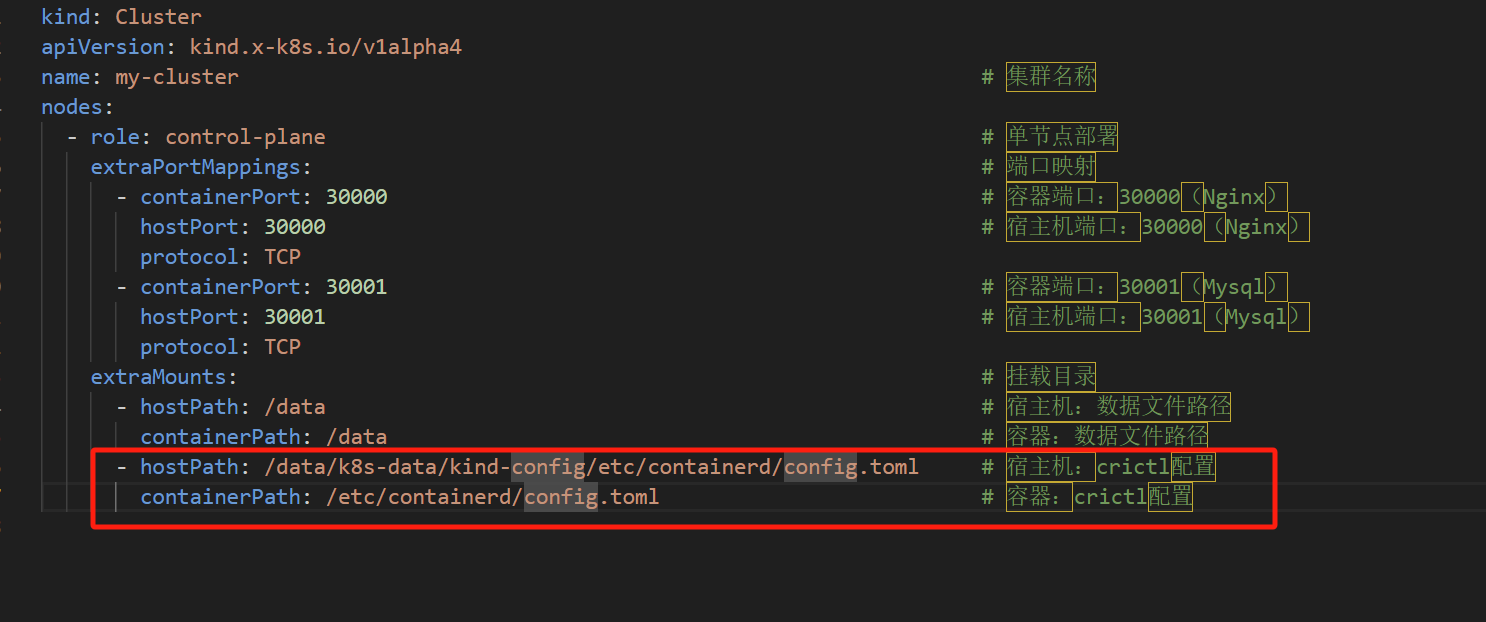 kind: Cluster
apiVersion: kind.x-k8s.io/v1alpha4
name: my-cluster # 集群名称
nodes:
- role: control-plane # 单节点部署
extraPortMappings: # 端口映射
- containerPort: 30000 # 容器端口：30000（Nginx）
hostPort: 30000 # 宿主机端口：30000（Nginx）
protocol: TCP
- containerPort: 30001 # 容器端口：30001（Mysql）
hostPort: 30001 # 宿主机端口：30001（Mysql）
protocol: TCP
extraMounts: # 挂载目录
- hostPath: /data # 宿主机：数据文件路径
containerPath: /data # 容器：数据文件路径
- hostPath: /data/k8s-data/kind-config/etc/containerd/config.toml # 宿主机：crictl配置
containerPath: /etc/containerd/config.toml # 容器：crictl配置